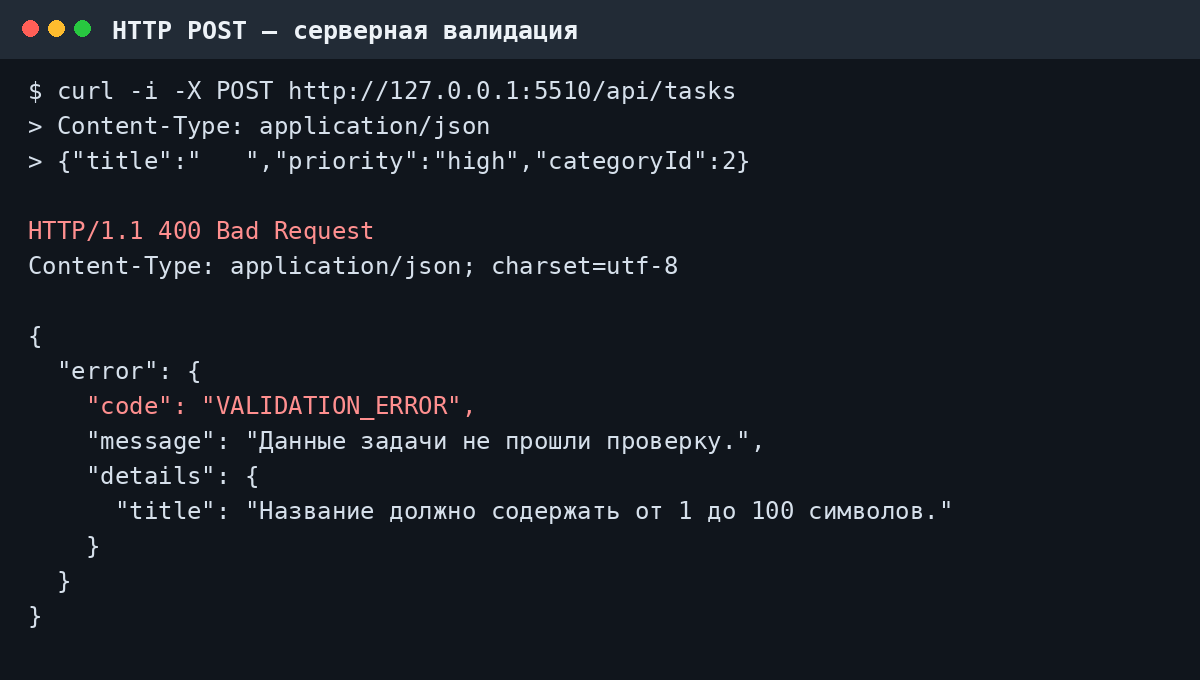 HTTP POST — серверная валидация
$ curl -i -X POST http://127.0.0.1:5510/api/tasks
> Content-Type: application/json
> {"title":"   ","priority":"high","categoryId":2}
HTTP/1.1 400 Bad Request
Content-Type: application/json; charset=utf-8
{
  "error": {
    "code": "VALIDATION_ERROR",
    "message": "Данные задачи не прошли проверку.",
    "details": {
      "title": "Название должно содержать от 1 до 100 символов."
    }
  }
}